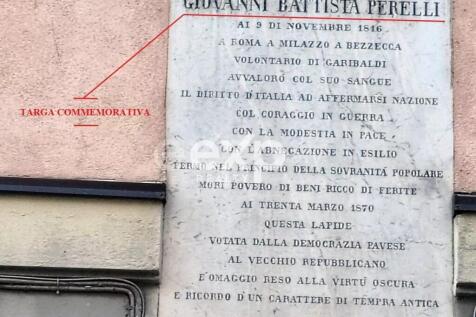 GIOVANNI BATTISTA PERELLI
AI 9 DI NOVEMBRE 1816
A ROMA A MILAZZO A BEZZECCA
VOLONTARIO DI GARIBALDI
AVVALORÒ COL SUO SANGUE
IL DIRITTO D'ITALIA AD AFFERMARSI NAZIONE
COL CORAGGIO IN GUERRA
CON LA MODESTIA IN PACE
CON L'ABNEGAZIONE IN ESILIO
FERMO NEL PRINCIPIO DELLA SOVRANITÀ POPOLARE
MORÌ POVERO DI BENI RICCO DI FERITE
AI TRENTA MARZO 1870
QUESTA LAPIDE
VOTATA DALLA DEMOCRAZIA PAVESE
AL VECCHIO REPUBBLICANO
È OMAGGIO RESO ALLA VIRTÙ OSCURA
E RICORDO D'UN CARATTERE DI TEMPRA ANTICA
TARGA COMMEMORATIVA